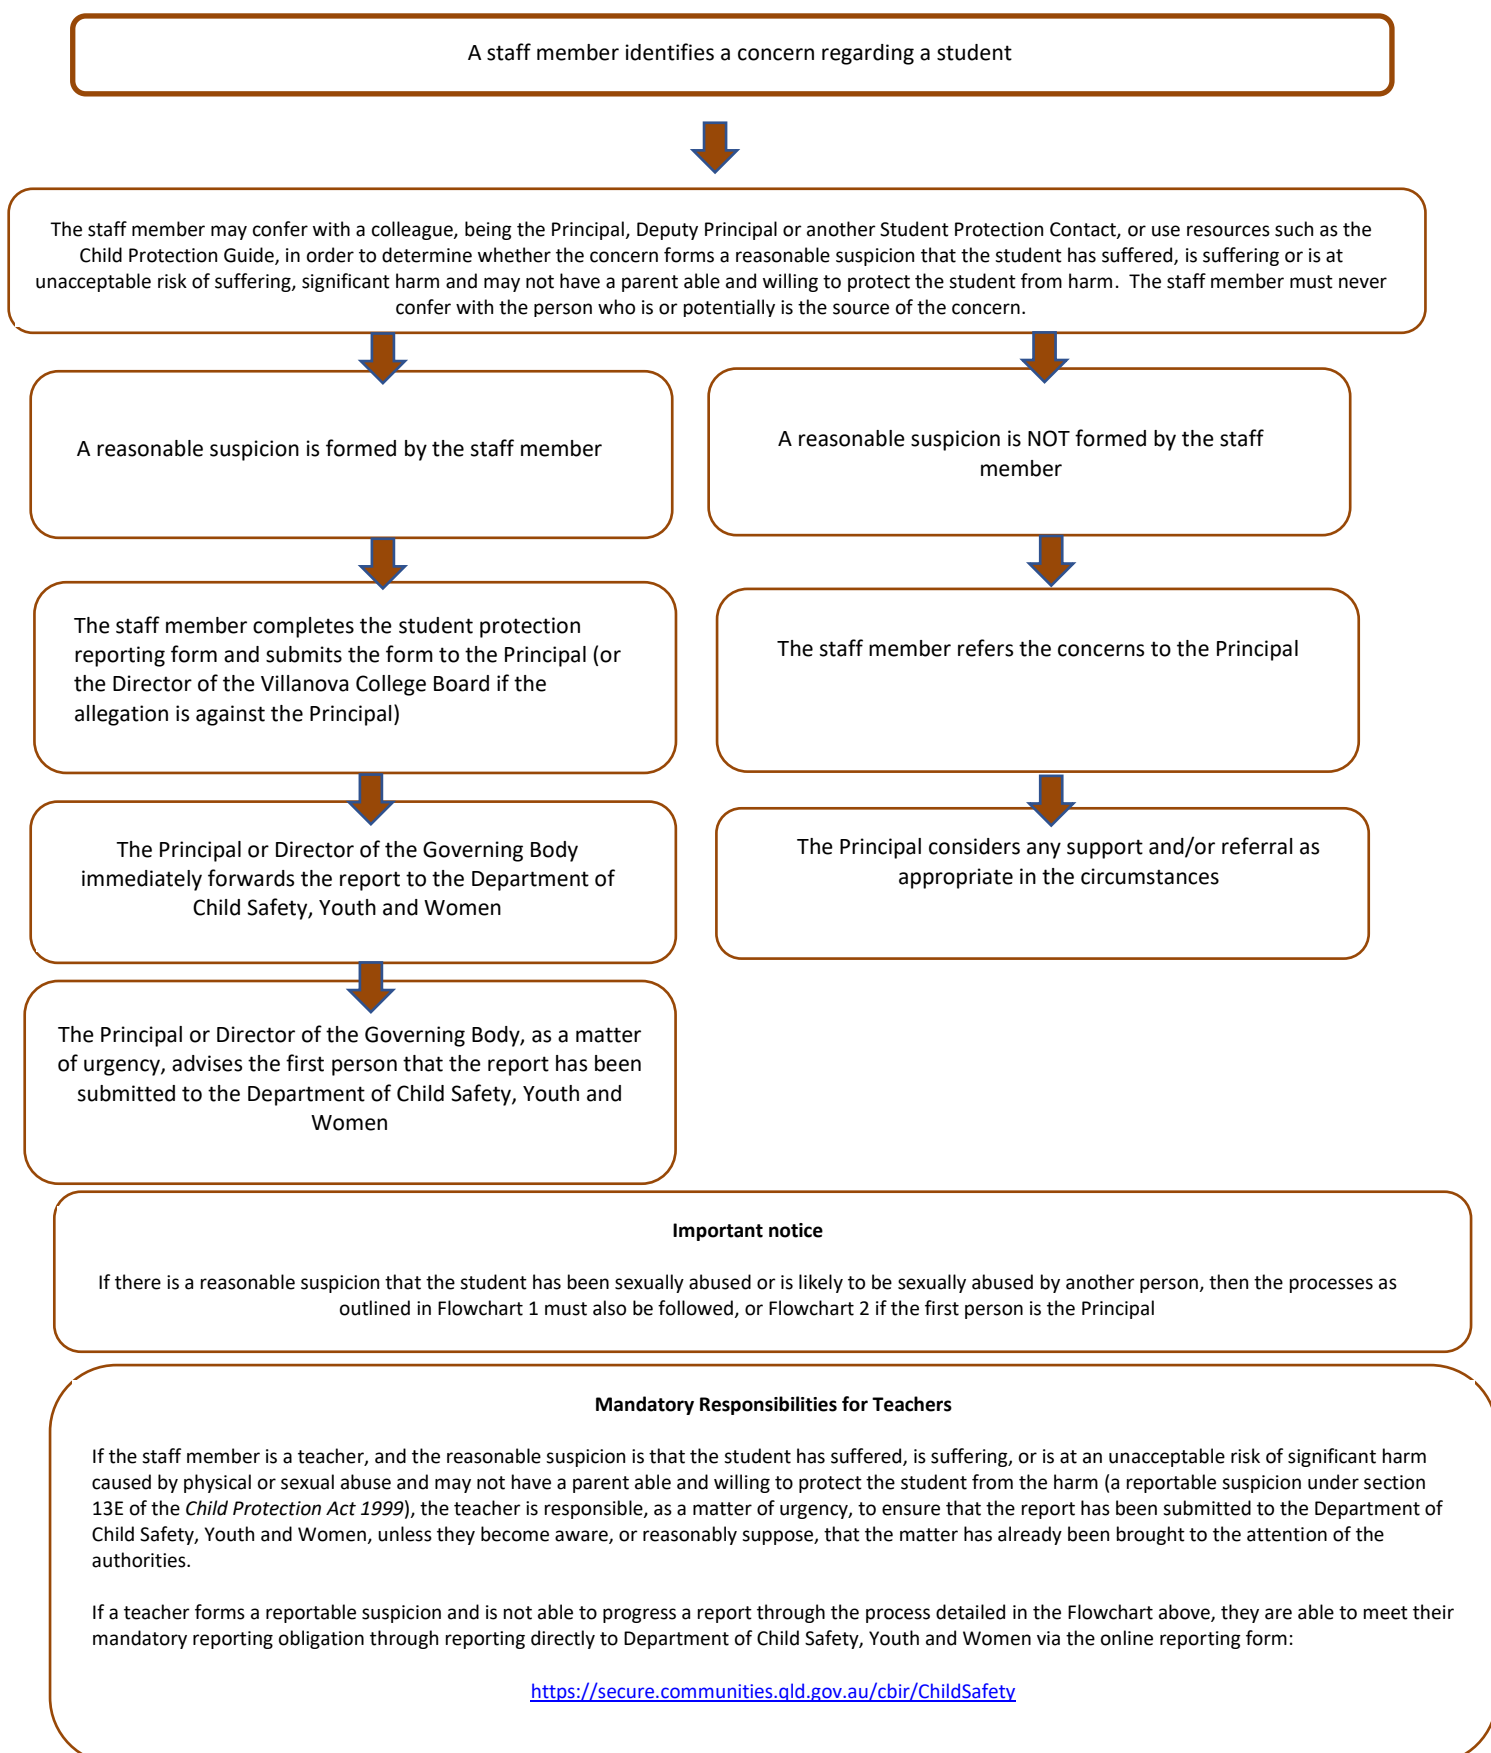 A staff member identifies a concern regarding a student
The staff member may confer with a colleague, being the Principal, Deputy Principal or another Student Protection Contact, or use resources such as the
Child Protection Guide, in order to determine whether the concern forms a reasonable suspicion that the student has suffered, is suffering or is at
unacceptable risk of suffering, significant harm and may not have a parent able and willing to protect the student from harm. The staff member must never
confer with the person who is or potentially is the source of the concern.
A reasonable suspicion is formed by the staff member
A reasonable suspicion is NOT formed by the staff
member
The staff member completes the student protection
reporting form and submits the form to the Principal (or
the Director of the Villanova College Board if the
allegation is against the Principal)
The staff member refers the concerns to the Principal
The Principal or Director of the Governing Body
immediately forwards the report to the Department of
Child Safety, Youth and Women
The Principal considers any support and/or referral as
appropriate in the circumstances
The Principal or Director of the Governing Body, as a matter
of urgency, advises the first person that the report has been
submitted to the Department of Child Safety, Youth and
Women
Important notice
If there is a reasonable suspicion that the student has been sexually abused or is likely to be sexually abused by another person, then the processes as
outlined in Flowchart 1 must also be followed, or Flowchart 2 if the first person is the Principal
Mandatory Responsibilities for Teachers
If the staff member is a teacher, and the reasonable suspicion is that the student has suffered, is suffering, or is at an unacceptable risk of significant harm
caused by physical or sexual abuse and may not have a parent able and willing to protect the student from the harm (a reportable suspicion under section
13E of the Child Protection Act 1999), the teacher is responsible, as a matter of urgency, to ensure that the report has been submitted to the Department of
Child Safety, Youth and Women, unless they become aware, or reasonably suppose, that the matter has already been brought to the attention of the
authorities.
If a teacher forms a reportable suspicion and is not able to progress a report through the process detailed in the Flowchart above, they are able to meet their
mandatory reporting obligation through reporting directly to Department of Child Safety, Youth and Women via the online reporting form:
https://secure.communities.qld.gov.au/cbir/ChildSafety